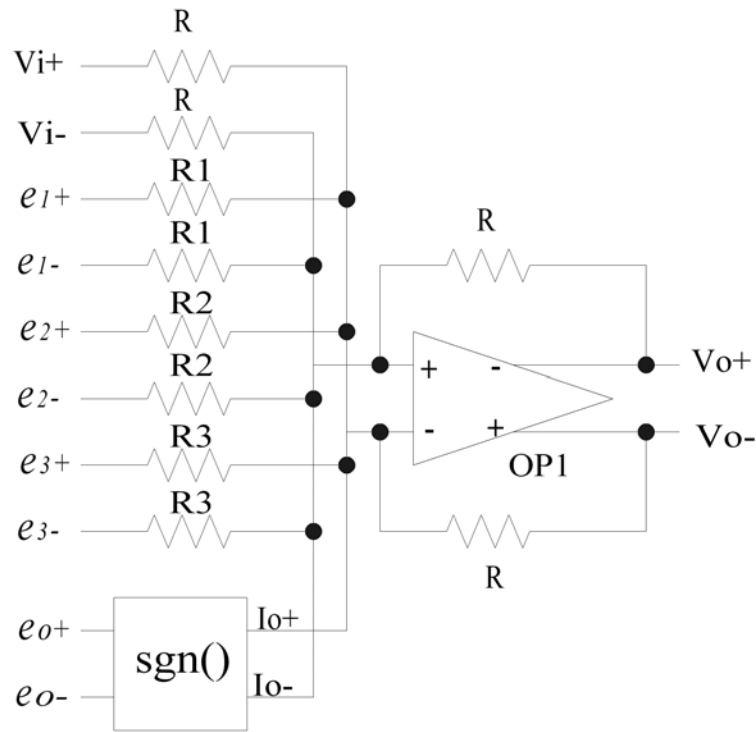 R
Vi+
R
Vi-
R1
e1+
R1
e1-
R
R2
e2+
+ -
Vo+
R2
e2-
- +
Vo-
R3
OP1
e3+
R3
e3-
R
eo+
Io+
sgn()
eo-
Io-